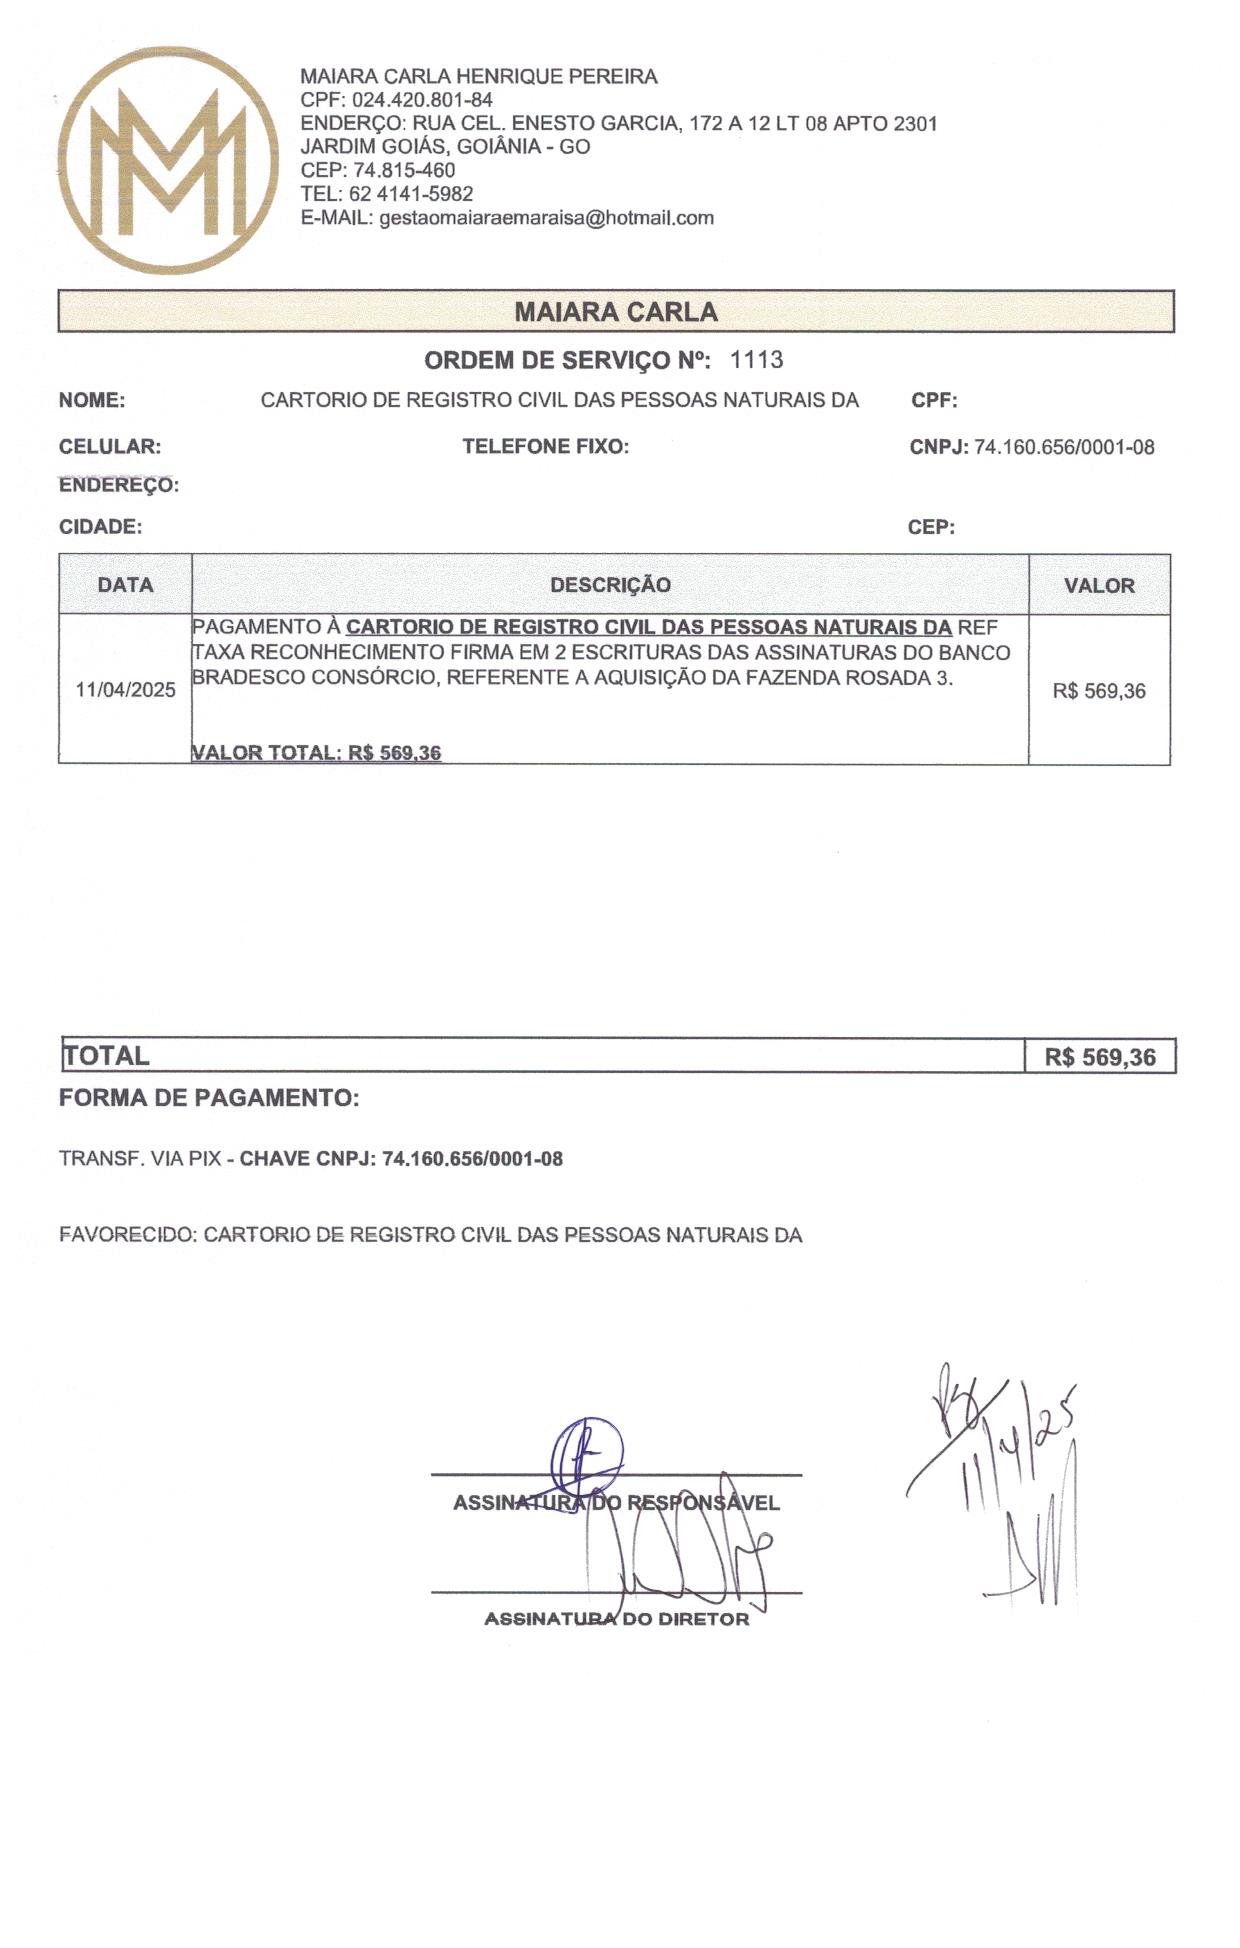 MAIARA CARLA HENRIQUE PEREIRA
CPF: 024.420.801-84
ENDERÇO: RUA CEL. ENESTO GARCIA, 172 A 12 LT 08 APTO 2301
JARDIM GOIÁS, GOIÂNIA - GO
CEP: 74.815-460
TEL: 62 4141-5982
E-MAIL: gestaomaiaraemaraisa@hotmail.com
MAIARA CARLA
ORDEM DE SERVIÇO Nº: 1113
NOME: CARTORIO DE REGISTRO CIVIL DAS PESSOAS NATURAIS DA CPF:
CELULAR: TELEFONE FIXO: CNPJ: 74.160.656/0001-08
ENDEREÇO:
CIDADE: CEP:
DATA DESCRIÇÃO VALOR
PAGAMENTO À CARTORIO DE REGISTRO CIVIL DAS PESSOAS NATURAIS DA REF
TAXA RECONHECIMENTO FIRMA EM 2 ESCRITURAS DAS ASSINATURAS DO BANCO
BRADESCO CONSÓRCIO, REFERENTE A AQUISIÇÃO DA FAZENDA ROSADA 3.
11/04/2025 R$ 569,36
VALOR TOTAL: R$ 569,36
TOTAL R$ 569,36
FORMA DE PAGAMENTO:
TRANSF. VIA PIX - CHAVE CNPJ: 74.160.656/0001-08
FAVORECIDO: CARTORIO DE REGISTRO CIVIL DAS PESSOAS NATURAIS DA
11/4/25
ASSINATURA DO RESPONSÁVEL
ASSINATURA DO DIRETOR